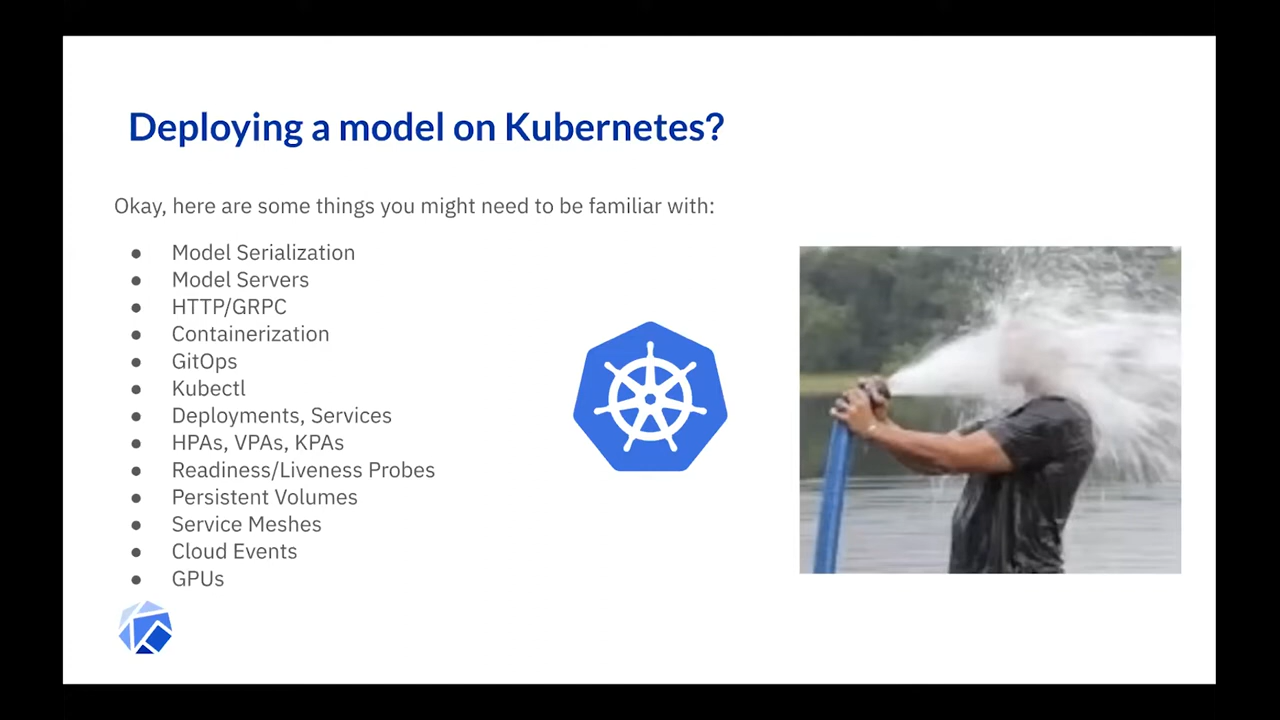 Deploying a model on Kubernetes?
Okay, here are some things you might need to be familiar with:
● Model Serialization
● Model Servers
● HTTP/GRPC
● Containerization
● GitOps
● Kubectl
● Deployments, Services
● HPAs, VPAs, KPAs
● Readiness/Liveness Probes
● Persistent Volumes
● Service Meshes
● Cloud Events
● GPUs